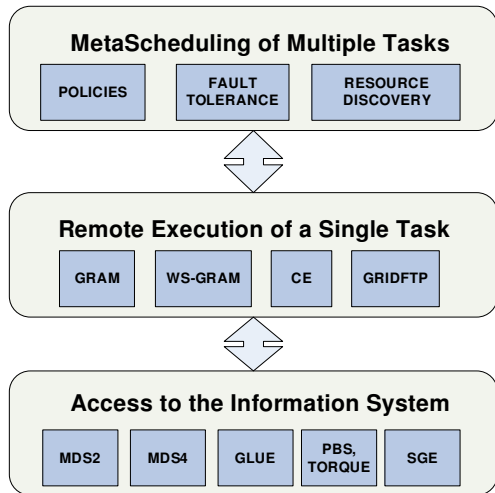 MetaScheduling of Multiple Tasks
POLICIES
FAULT
TOLERANCE
RESOURCE
DISCOVERY
Remote Execution of a Single Task
GRAM
WS-GRAM
CE
GRIDFTP
Access to the Information System
MDS2
MDS4
GLUE
PBS,
TORQUE
SGE